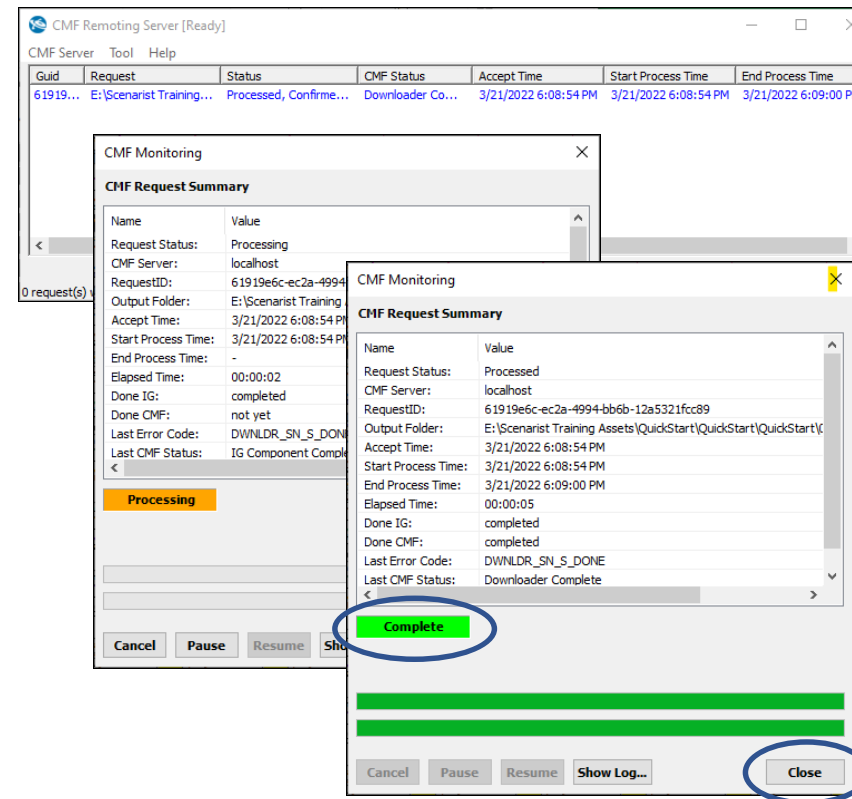 CMF Remoting Server [Ready]
CMF Server Tool Help
Guid Request Status CMF Status Accept Time Start Process Time End Process Time
61919... E:\Scenarist Training... Processed, Confirme... Downloader Co... 3/21/2022 6:08:54 PM 3/21/2022 6:08:54 PM 3/21/2022 6:09:00 P
0 request(s)
CMF Monitoring
CMF Request Summary
Name Value
Request Status: Processing
CMF Server: localhost
RequestID: 61919e6c-ec2a-4994
Output Folder: E:\Scenarist Training
Accept Time: 3/21/2022 6:08:54 PM
Start Process Time: 3/21/2022 6:08:54 PM
End Process Time: -
Elapsed Time: 00:00:02
Done IG: completed
Done CMF: not yet
Last Error Code: DWNLDR_SN_S_DON
Last CMF Status: IG Component Comple
Processing
Cancel Pause Resume Sho
CMF Monitoring
CMF Request Summary
Name Value
Request Status: Processed
CMF Server: localhost
RequestID: 61919e6c-ec2a-4994-bb6b-12a5321fcc89
Output Folder: E:\Scenarist Training Assets\QuickStart\QuickStart\QuickStart\
Accept Time: 3/21/2022 6:08:54 PM
Start Process Time: 3/21/2022 6:08:54 PM
End Process Time: 3/21/2022 6:09:00 PM
Elapsed Time: 00:00:05
Done IG: completed
Done CMF: completed
Last Error Code: DWNLDR_SN_S_DONE
Last CMF Status: Downloader Complete
Complete
Cancel Pause Resume Show Log... Close